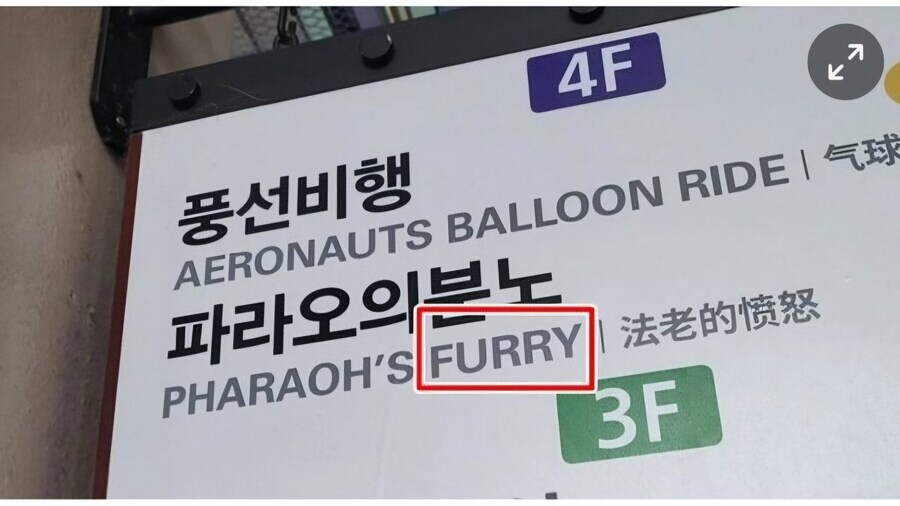 4F
풍선비행
AERONAUTS BALLOON RIDE | 气球
파라오의분노
PHARAOH'S FURRY | 法老的愤怒
3F